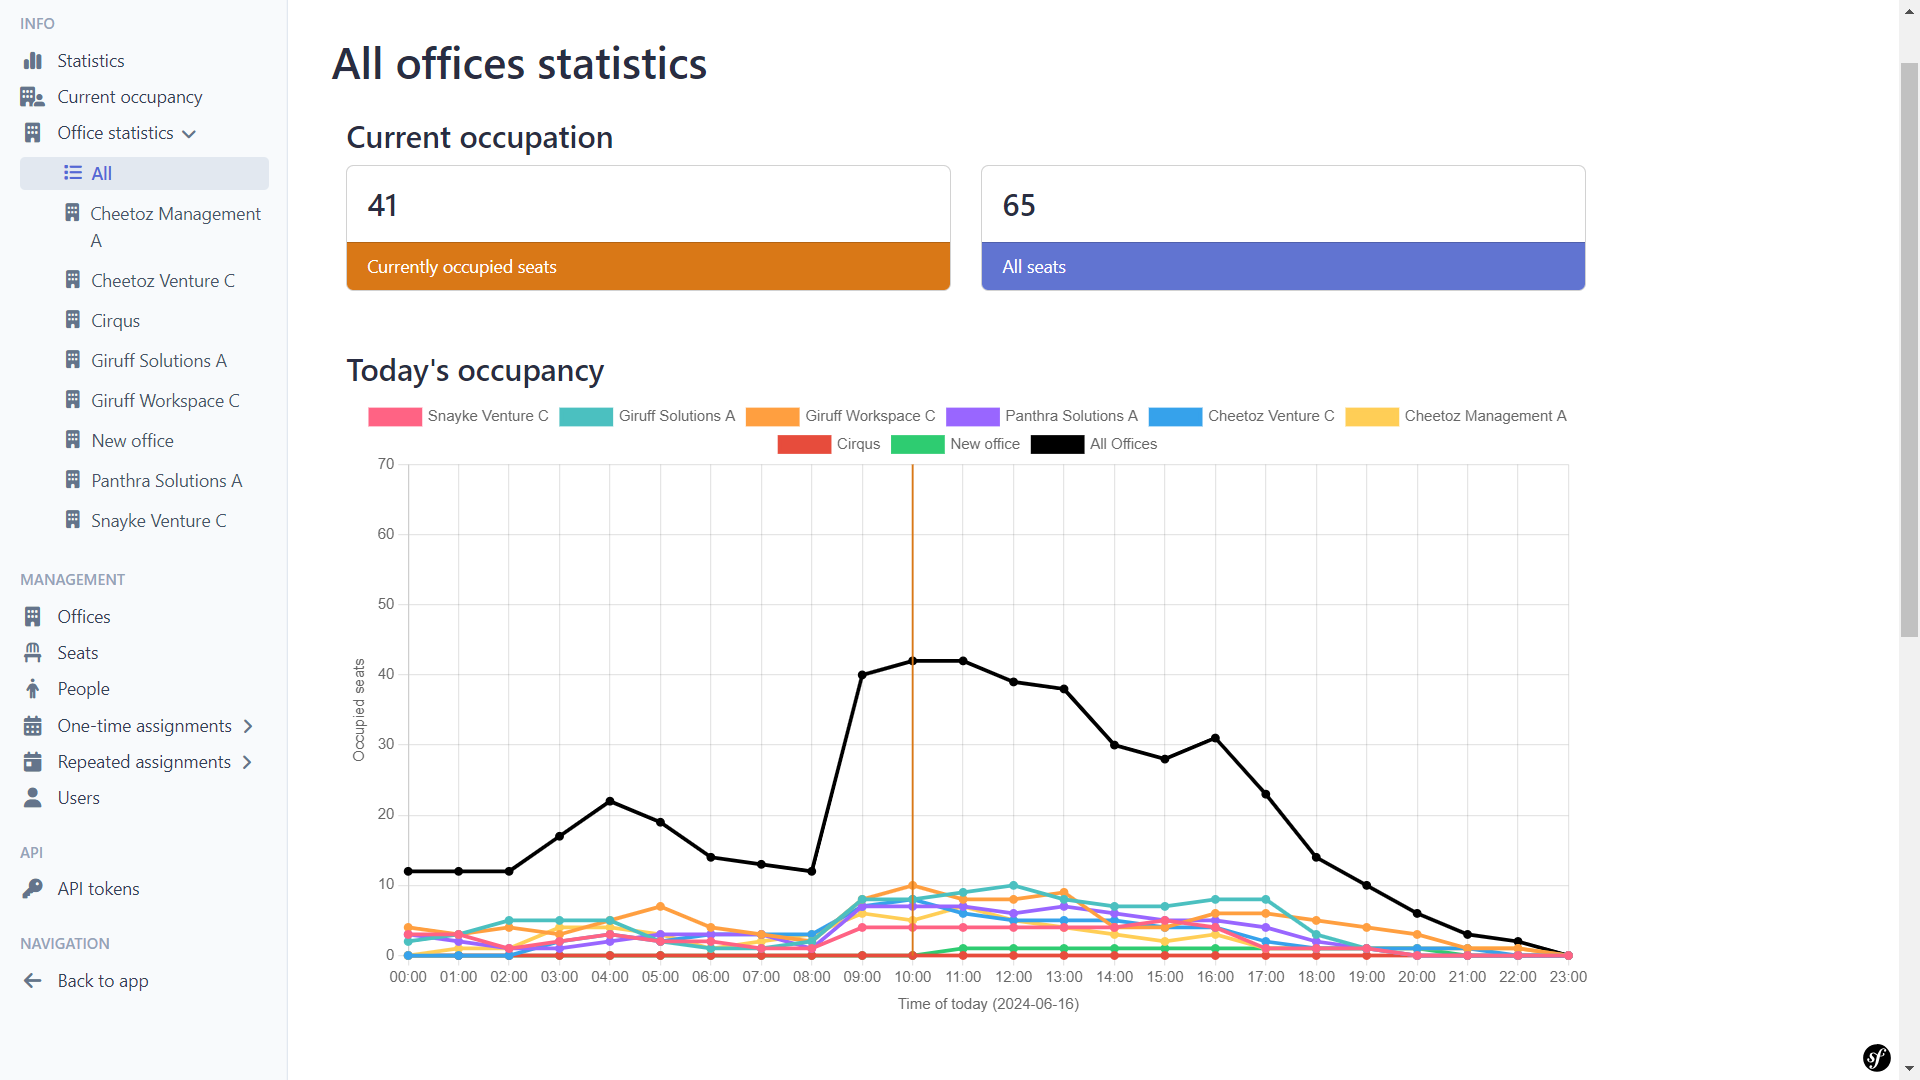 INFO
Statistics
Current occupancy
Office statistics
All
Cheetoz Management
A
Cheetoz Venture C
Cirqus
Giruff Solutions A
Giruff Workspace C
New office
Panthra Solutions A
Snayke Venture C
MANAGEMENT
Offices
Seats
People
One-time assignments
Repeated assignments
Users
API
API tokens
NAVIGATION
Back to app
All offices statistics
Current occupation
41
Currently occupied seats
65
All seats
Today's occupancy
Snayke Venture C Giruff Solutions A Giruff Workspace C Panthra Solutions A Cheetoz Venture C Cheetoz Management A
Cirqus New office All Offices
70
60
50
40
30
20
10
0
Occupied seats
00:00 01:00 02:00 03:00 04:00 05:00 06:00 07:00 08:00 09:00 10:00 11:00 12:00 13:00 14:00 15:00 16:00 17:00 18:00 19:00 20:00 21:00 22:00 23:00
Time of today (2024-06-16)
sf